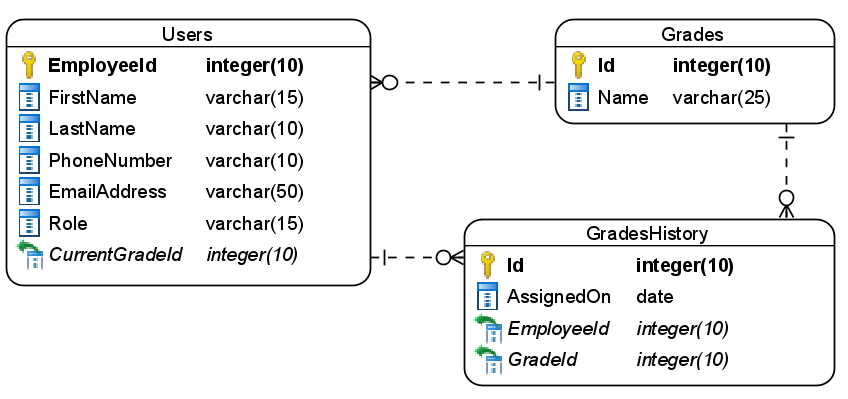 Users
EmployeeId integer(10)
FirstName varchar(15)
LastName varchar(10)
PhoneNumber varchar(10)
EmailAddress varchar(50)
Role varchar(15)
CurrentGradeId integer(10)
Grades
Id integer(10)
Name varchar(25)
GradesHistory
Id integer(10)
AssignedOn date
EmployeeId integer(10)
GradeId integer(10)